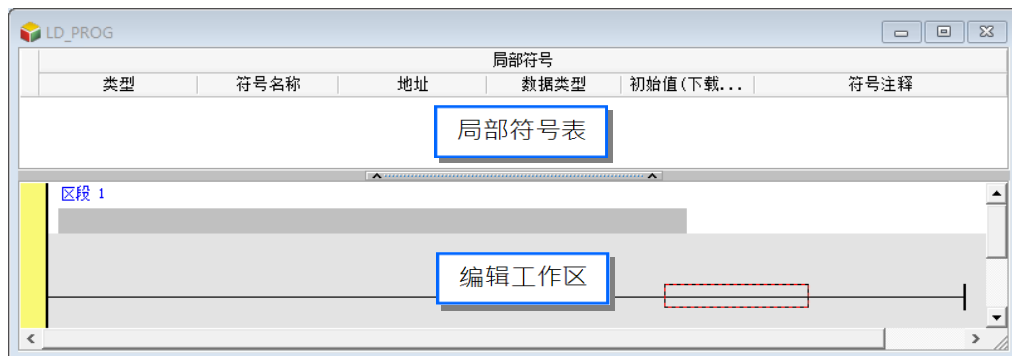 LD_PROG
局部符号
类型 符号名称 地址 数据类型 初始值(下载... 符号注释
局部符号表
区段 1
编辑工作区